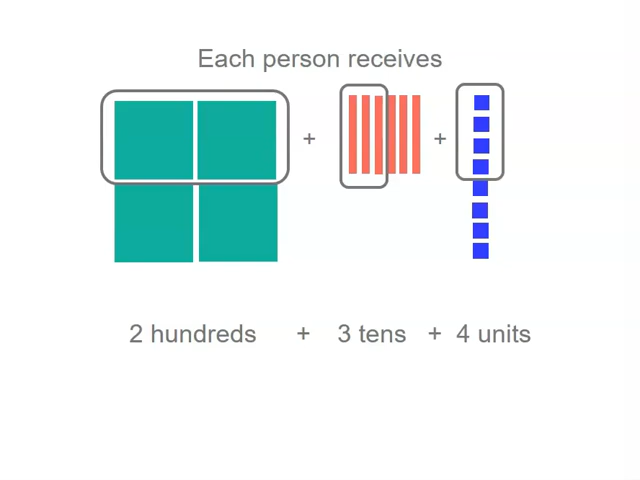 Each person receives
+ +
2 hundreds + 3 tens + 4 units